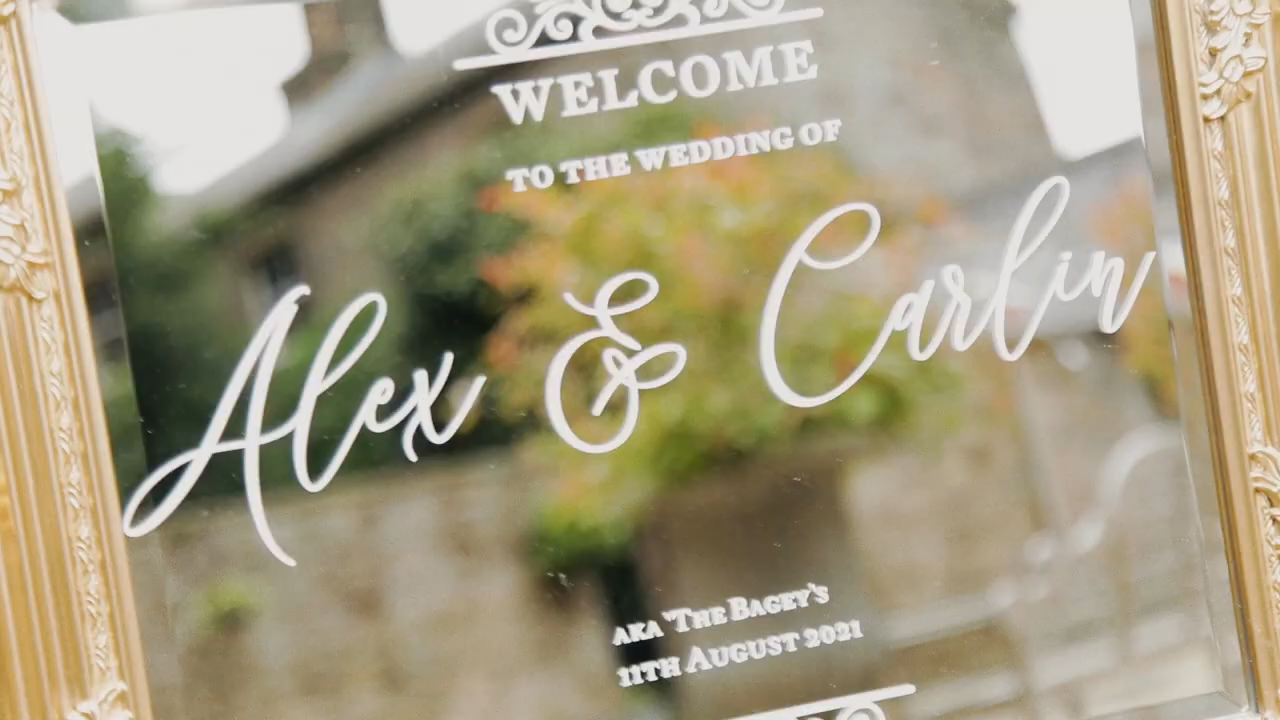 WELCOME
TO THE WEDDING OF
Alex & Carlin
AKA 'THE BAGEY'S
11TH AUGUST 2021